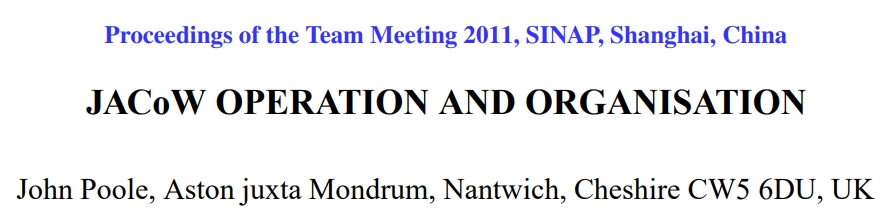 Proceedings of the Team Meeting 2011, SINAP, Shanghai, China
JACoW OPERATION AND ORGANISATION
John Poole, Aston juxta Mondrum, Nantwich, Cheshire CW5 6DU, UK